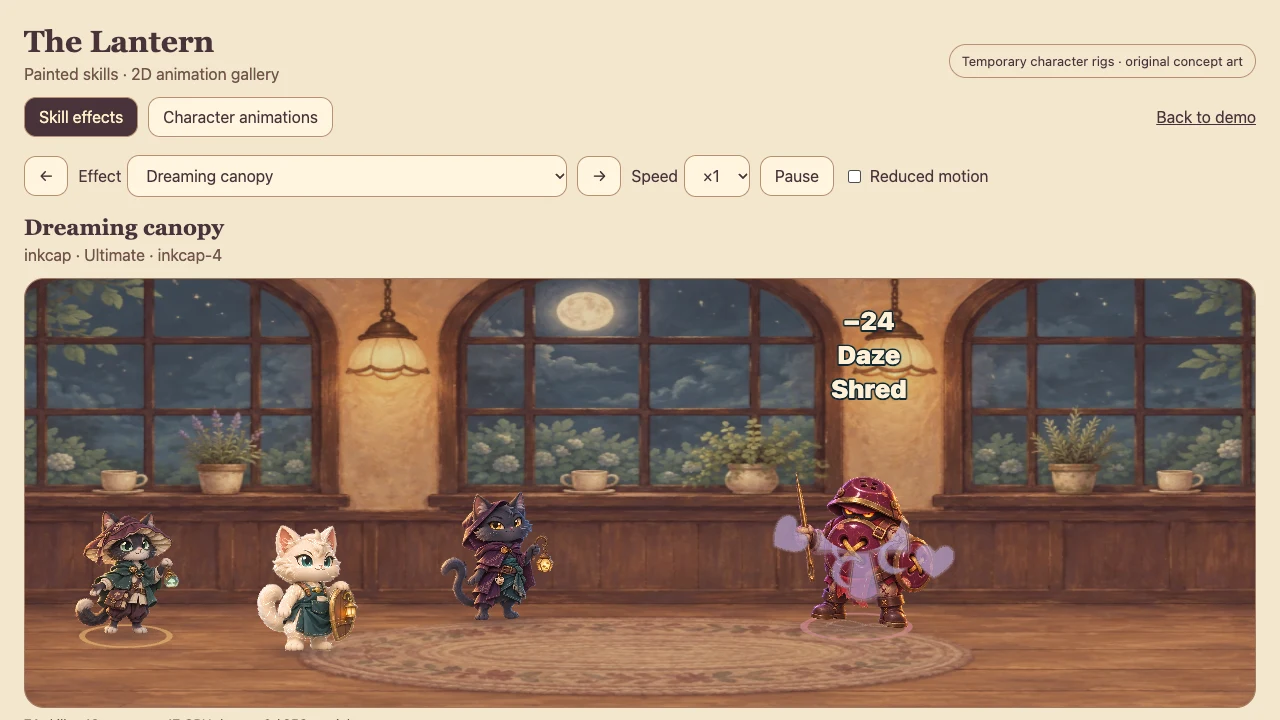 The Lantern
Painted skills · 2D animation gallery
Temporary character rigs · original concept art
Skill effects
Character animations
Back to demo
←
Effect
Dreaming canopy
→
Speed
×1
Pause
Reduced motion
Dreaming canopy
inkcap · Ultimate · inkcap-4
−24
Daze
Shred